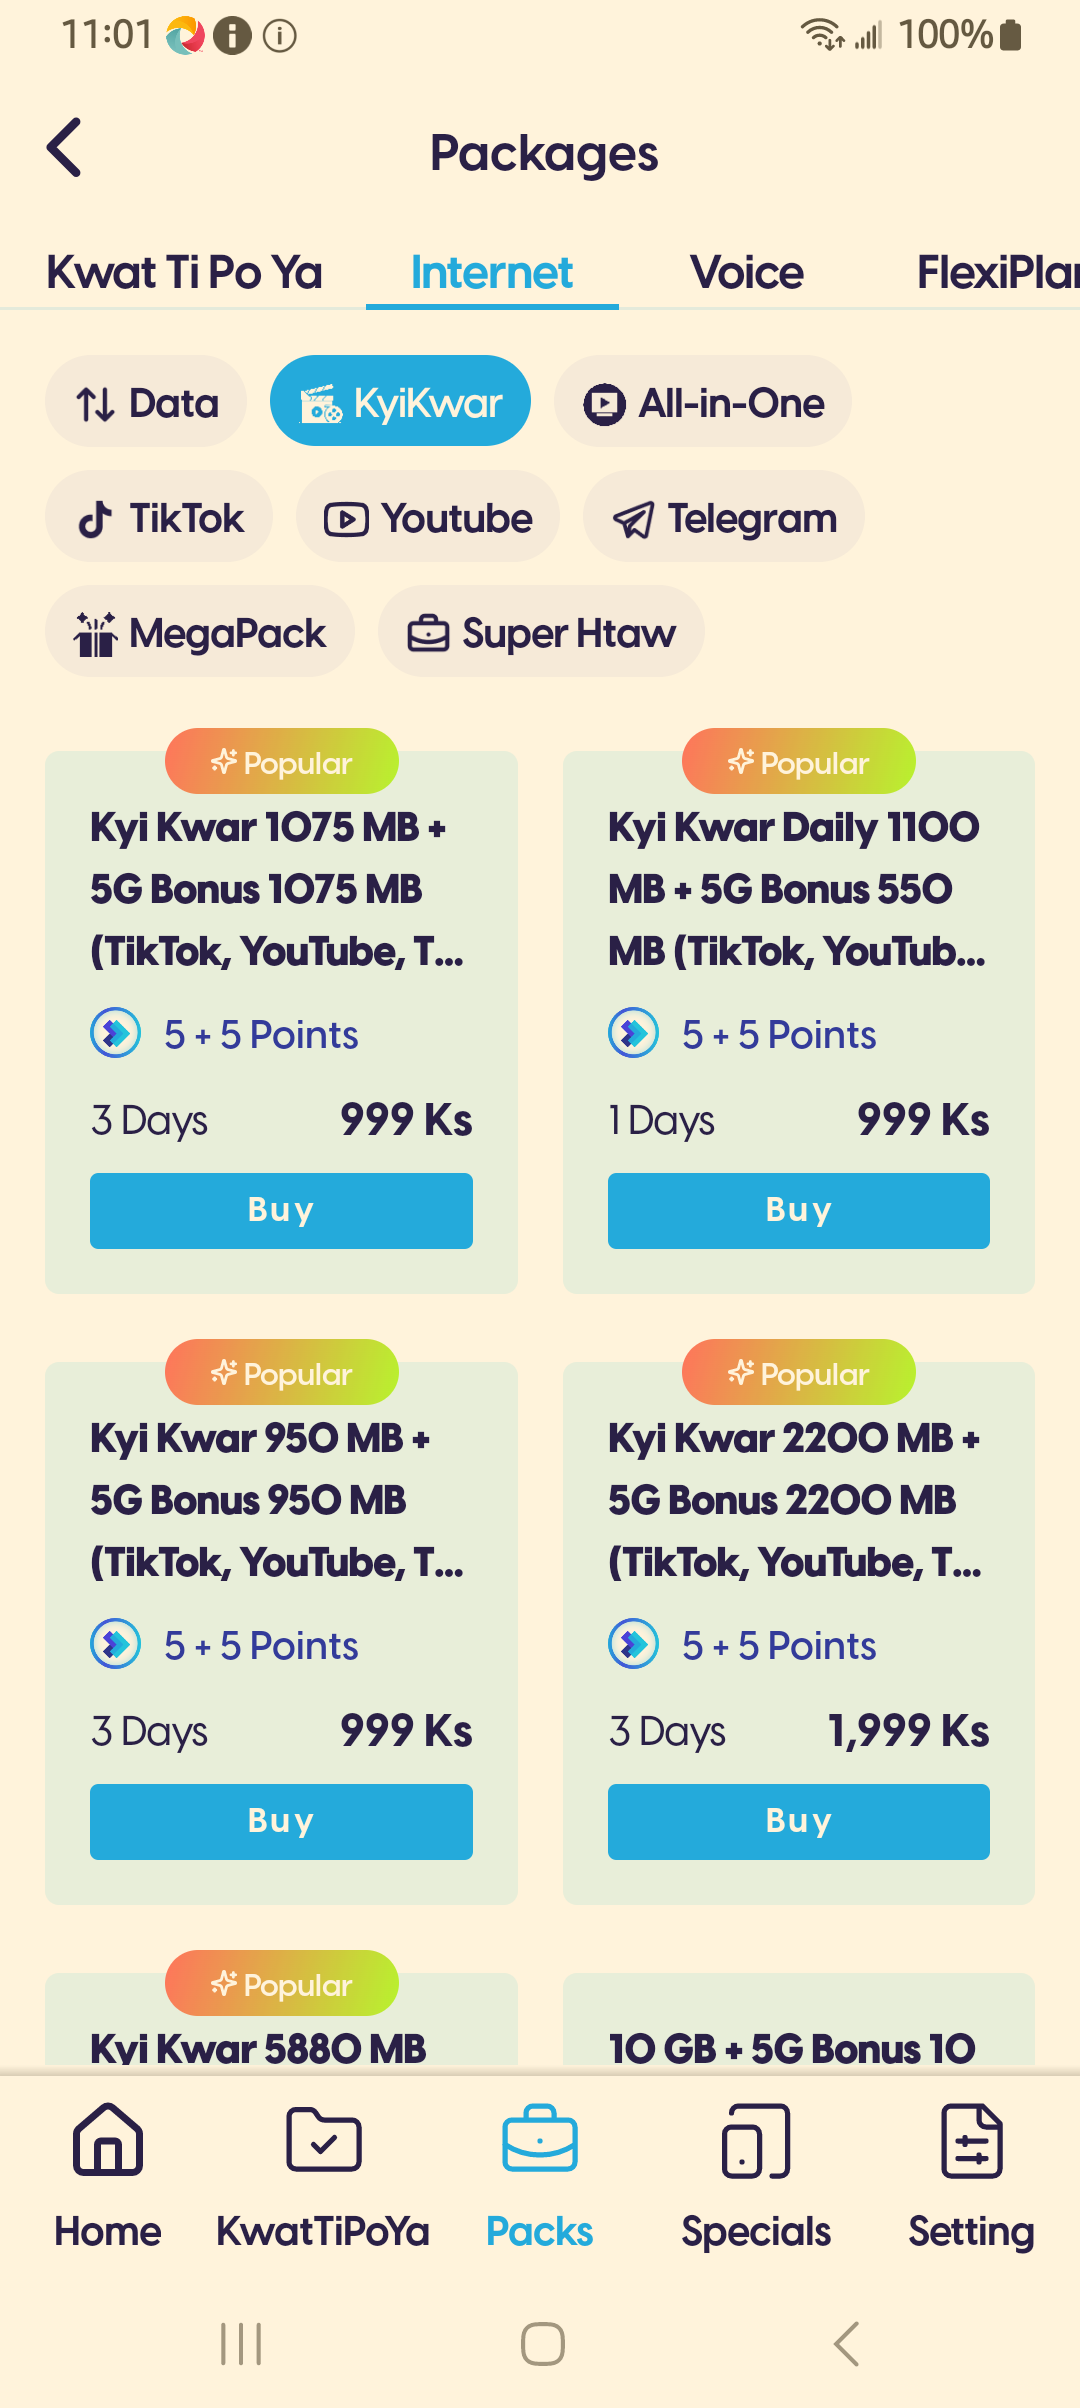 11:01
100%
Packages
Kwat Ti Po Ya
Internet
Voice
FlexiPlan
Data
KyiKwar
All-in-One
TikTok
Youtube
Telegram
MegaPack
Super Htaw
Popular
Kyi Kwar 1075 MB +
5G Bonus 1075 MB
(TikTok, YouTube, T...
5 + 5 Points
3 Days
999 Ks
Buy
Popular
Kyi Kwar Daily 1100
MB + 5G Bonus 550
MB (TikTok, YouTub...
5 + 5 Points
1 Days
999 Ks
Buy
Popular
Kyi Kwar 950 MB +
5G Bonus 950 MB
(TikTok, YouTube, T...
5 + 5 Points
3 Days
999 Ks
Buy
Popular
Kyi Kwar 2200 MB +
5G Bonus 2200 MB
(TikTok, YouTube, T...
5 + 5 Points
3 Days
1,999 Ks
Buy
Popular
Kyi Kwar 5880 MB
10 GB + 5G Bonus 10
Home
KwatTiPoYa
Packs
Specials
Setting